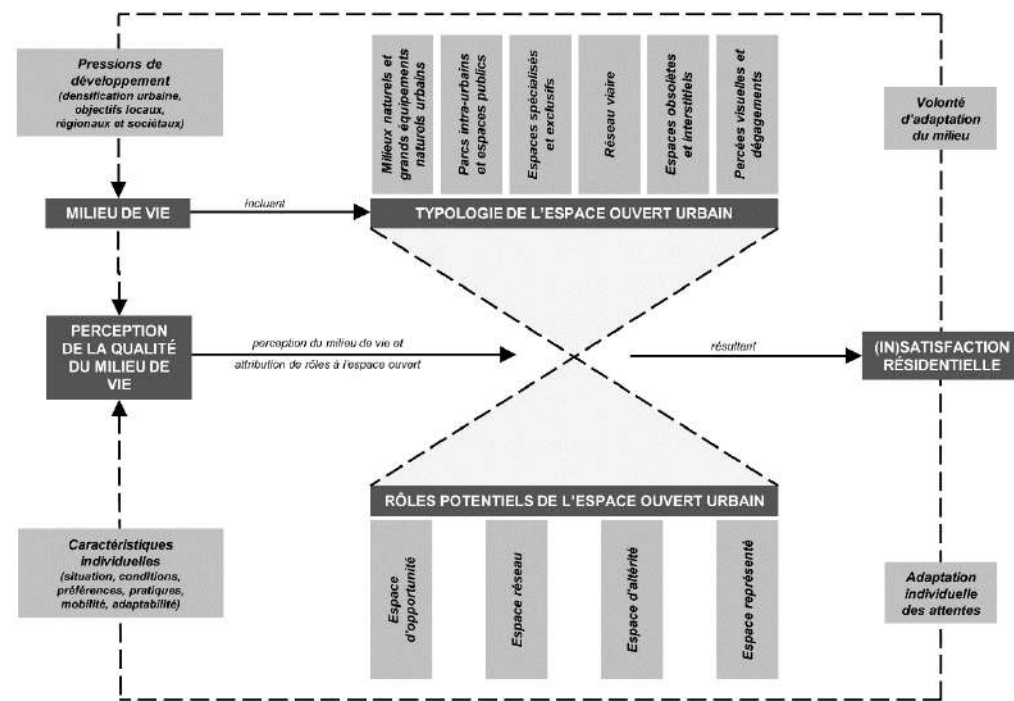 Pressions de
développement
(densification urbaine,
objectifs locaux,
régionaux et sociétaux)
Milieux naturels et
grands équipements
naturels urbains
Parcs intra-urbains
et espaces publics
Espaces spécialisés
et exclusifs
Réseau viaire
Espaces obsolètes
et interstitiels
Percées visuelles et
dégagements
Volonté
d'adaptation
du milieu
MILIEU DE VIE
incluant
TYPOLOGIE DE L'ESPACE OUVERT URBAIN
PERCEPTION
DE LA QUALITÉ
DU MILIEU DE
VIE
perception du milieu de vie et
attribution de rôles à l'espace ouvert
résultant
(IN)SATISFACTION
RÉSIDENTIELLE
RÔLES POTENTIELS DE L'ESPACE OUVERT URBAIN
Caractéristiques
individuelles
(situation, conditions,
préférences, pratiques,
mobilité, adaptabilité)
Espace
d'opportunité
Espace réseau
Espace d'altérité
Espace représenté
Adaptation
individuelle
des attentes